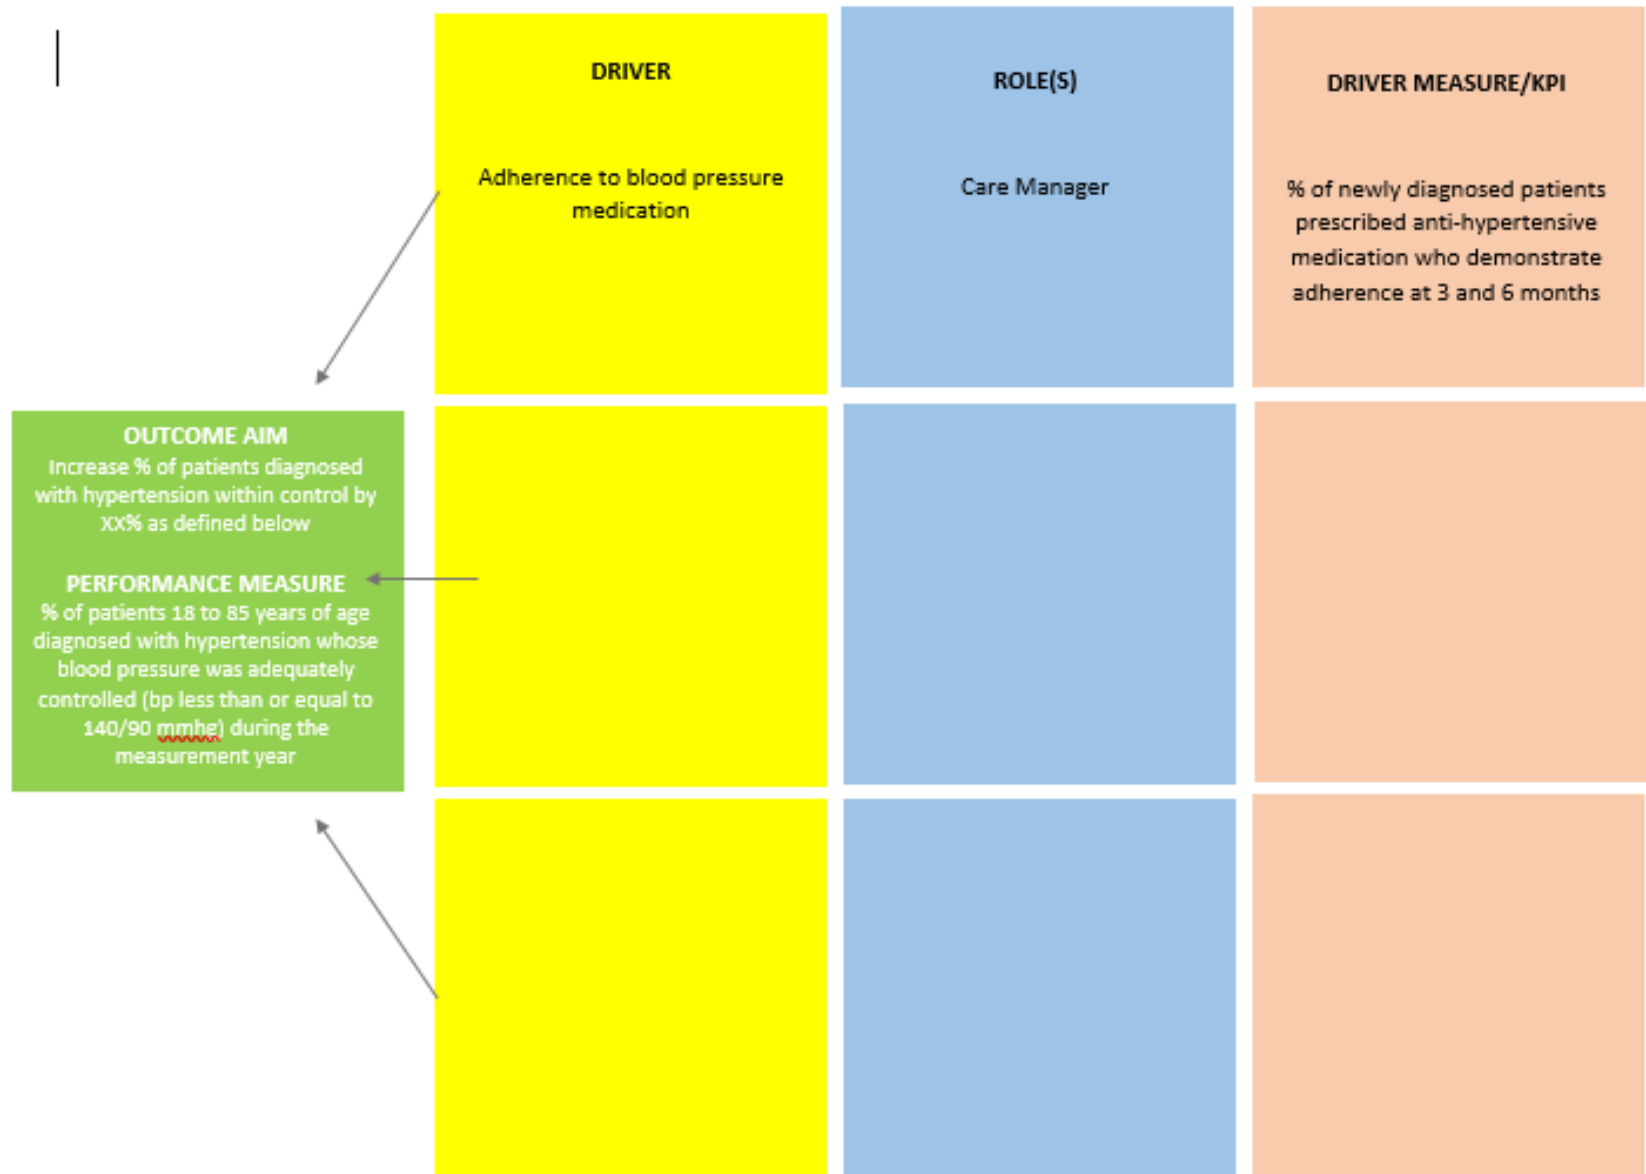 DRIVER
Adherence to blood pressure
medication
ROLE(S)
Care Manager
DRIVER MEASURE/KPI
% of newly diagnosed patients
prescribed anti-hypertensive
medication who demonstrate
adherence at 3 and 6 months
OUTCOME AIM
Increase % of patients diagnosed
with hypertension within control by
XX% as defined below
PERFORMANCE MEASURE
% of patients 18 to 85 years of age
diagnosed with hypertension whose
blood pressure was adequately
controlled (bp less than or equal to
140/90 mmhg) during the
measurement year